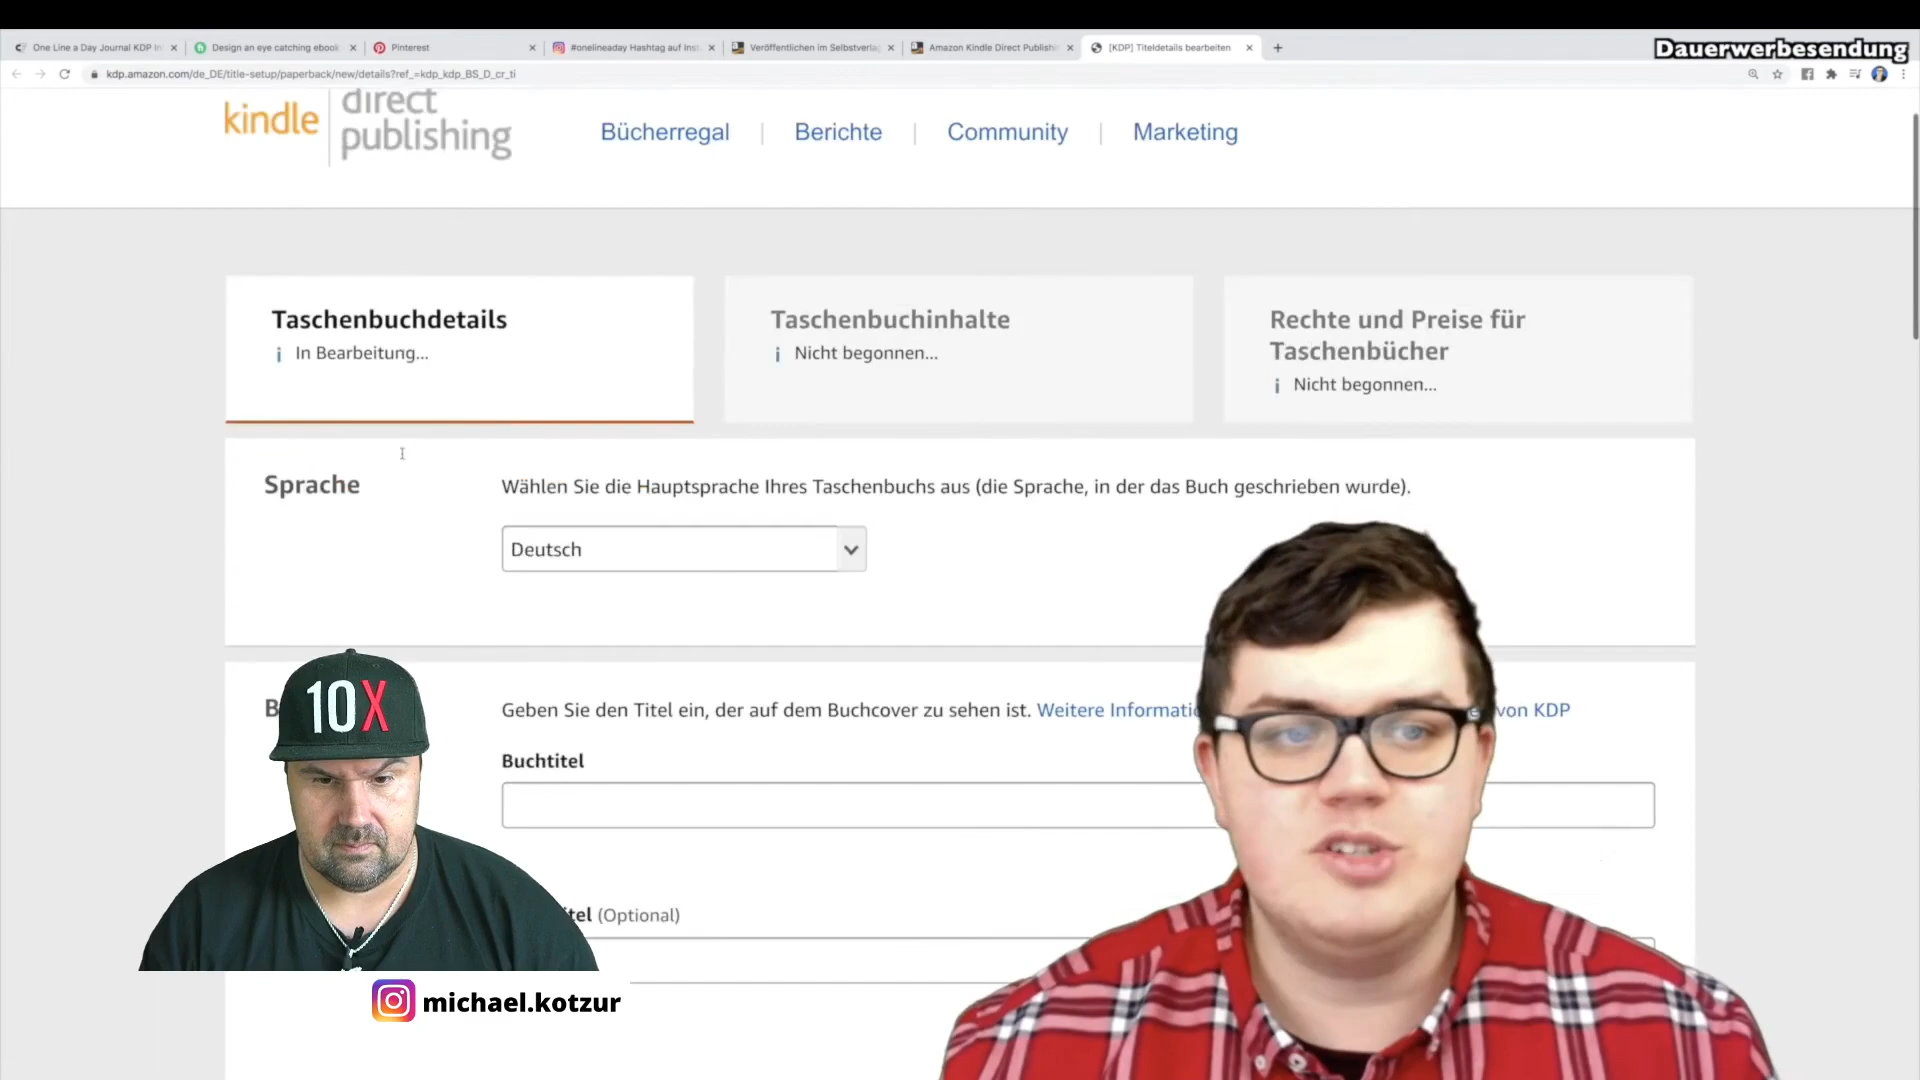 One Line a Day Journal KDP In
Design an eye catching ebook
Pinterest
#onelineaday Hashtag auf Inst
Veröffentlichen im Selbstverla
Amazon Kindle Direct Publishi
[KDP] Titeldetails bearbeiten
Dauerwerbesendung
kdp.amazon.com/de_DE/title-setup/paperback/new/details?ref_=kdp_kdp_BS_D_cr_ti
kindle direct publishing
Bücherregal | Berichte | Community | Marketing
Taschenbuchdetails
i In Bearbeitung...
Taschenbuchinhalte
i Nicht begonnen...
Rechte und Preise für
Taschenbücher
i Nicht begonnen...
Sprache
Wählen Sie die Hauptsprache Ihres Taschenbuchs aus (die Sprache, in der das Buch geschrieben wurde).
Deutsch
B
Geben Sie den Titel ein, der auf dem Buchcover zu sehen ist. Weitere Informatio
von KDP
Buchtitel
10X
tel (Optional)
michael.kotzur